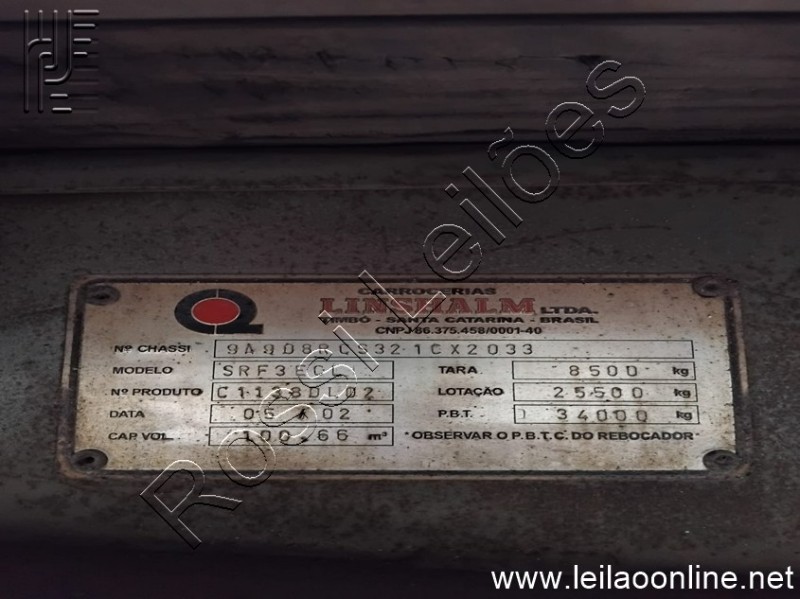 Rossi Leilões
CARROCERIAS
LINSHALM LTDA.
TIMBÓ - SANTA CATARINA - BRASIL
CNPJ 86.375.458/0001-40
Nº CHASSI
MODELO TARA 8500 kg
Nº PRODUTO LOTAÇÃO 25500 kg
DATA 05 02 P.B.T. 34000 kg
CAP. VOL. 100,66 m³ *OBSERVAR O P.B.T.C. DO REBOCADOR*
www.leilaoonline.net